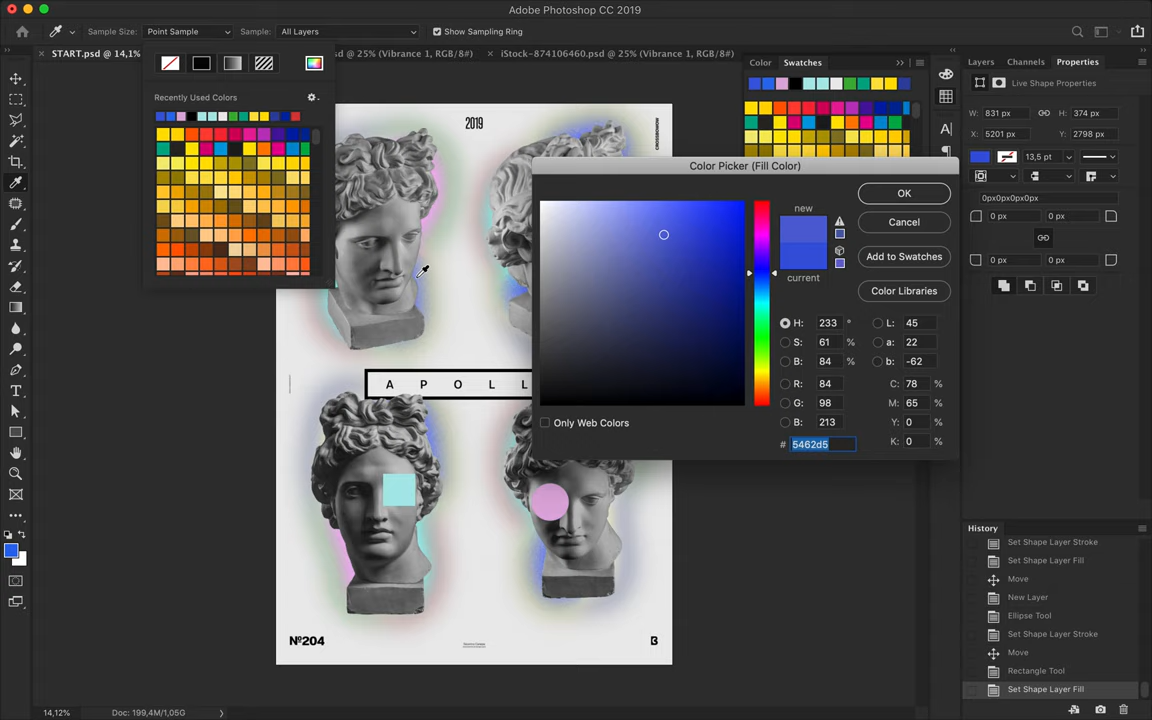 Adobe Photoshop CC 2019
Sample Size: Point Sample Sample: All Layers Show Sampling Ring
START.psd @ 14,1% d @ 25% (Vibrance 1, RGB/8#) × iStock-874106460.psd @ 25% (Vibrance 1, RGB/8#)
Recently Used Colors
2019
CROSSBORDOM
APOLL
Nº204
B
Color Swatches
Color Picker (Fill Color)
new
current
OK
Cancel
Add to Swatches
Color Libraries
H: 233 ° L: 45
S: 61 % a: 22
B: 84 % b: -62
R: 84 C: 78 %
G: 98 M: 65 %
B: 213 Y: 0 %
# 5462d5 K: 0 %
Only Web Colors
Layers Channels Properties
Live Shape Properties
W: 831 px H: 374 px
X: 5201 px Y: 2798 px
13,5 pt
0px0px0px0px
0 px 0 px
0 px 0 px
History
Set Shape Layer Stroke
Set Shape Layer Fill
Move
New Layer
Ellipse Tool
Set Shape Layer Stroke
Move
Rectangle Tool
Set Shape Layer Fill
14,12% Doc: 199,4M/1,05G